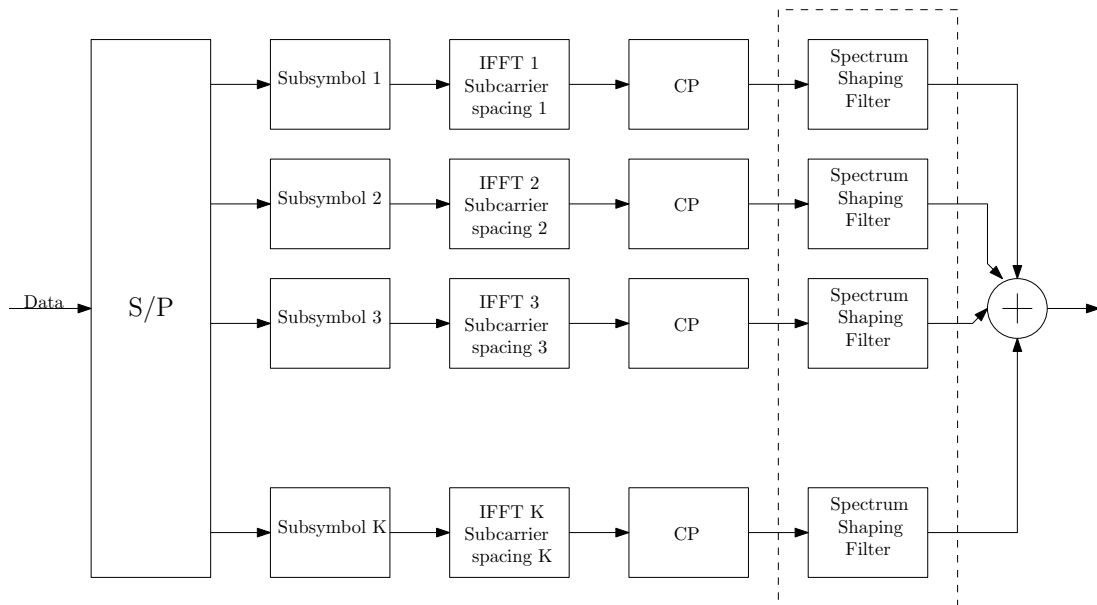 Data
S/P
Subsymbol 1
IFFT 1
Subcarrier
spacing 1
CP
Spectrum
Shaping
Filter
Subsymbol 2
IFFT 2
Subcarrier
spacing 2
CP
Spectrum
Shaping
Filter
Subsymbol 3
IFFT 3
Subcarrier
spacing 3
CP
Spectrum
Shaping
Filter
Subsymbol K
IFFT K
Subcarrier
spacing K
CP
Spectrum
Shaping
Filter